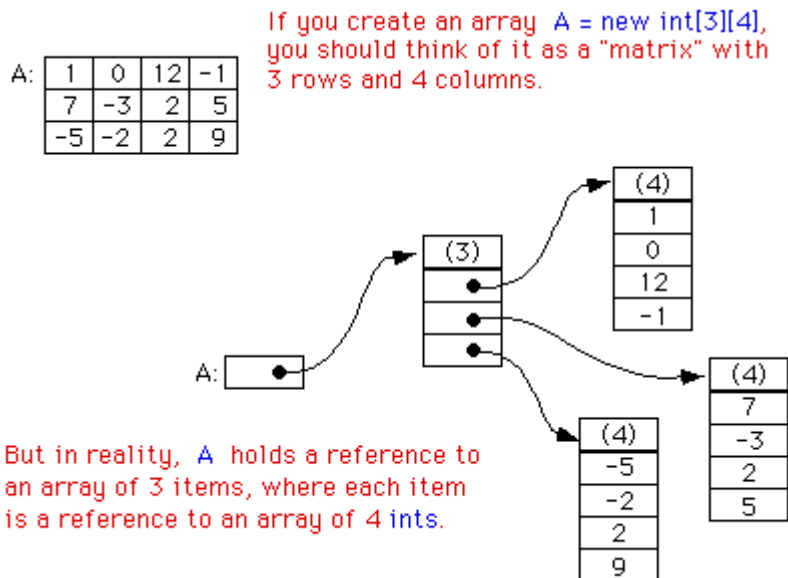 If you create an array A = new int[3][4],
you should think of it as a "matrix" with
3 rows and 4 columns.
A: 1 0 12 -1
7 -3 2 5
-5 -2 2 9
(4)
1
0
12
-1
(3)
A:
(4)
7
-3
2
5
(4)
-5
-2
2
9
But in reality, A holds a reference to
an array of 3 items, where each item
is a reference to an array of 4 ints.